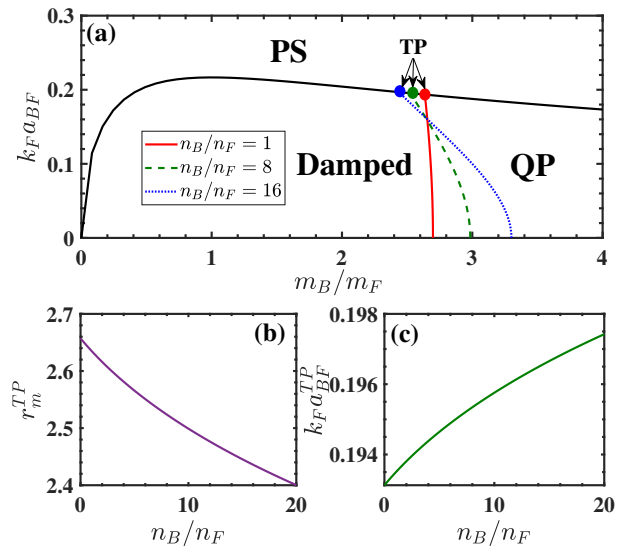 (a)
PS
TP
0.3
0.2
0.1
0
k_F a_BF
n_B/n_F = 1
n_B/n_F = 8
n_B/n_F = 16
Damped
QP
0 1 2 3 4
m_B/m_F
(b)
2.7
2.6
2.5
2.4
r_m^{TP}
0 10 20
n_B/n_F
(c)
0.198
0.196
0.194
k_F a_{BF}^{TP}
0 10 20
n_B/n_F